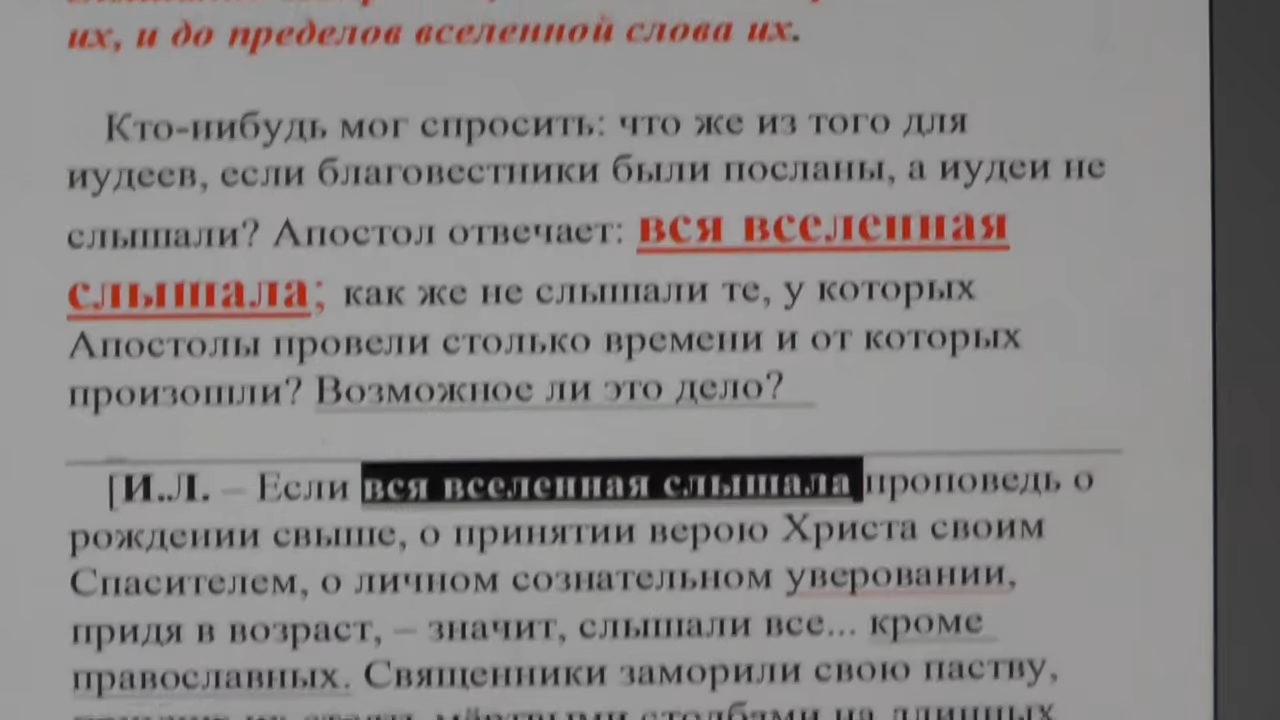 их, и до пределов вселенной слова их.
Кто-нибудь мог спросить: что же из того для
иудеев, если благовестники были посланы, а иудеи не
слышали? Апостол отвечает: вся вселенная
слышала; как же не слышали те, у которых
Апостолы провели столько времени и от которых
произошли? Возможное ли это дело?
[И..Л. – Если вся вселенная слышала проповедь о
рождении свыше, о принятии верою Христа своим
Спасителем, о личном сознательном уверовании,
придя в возраст, – значит, слышали все... кроме
православных. Священники заморили свою паству,